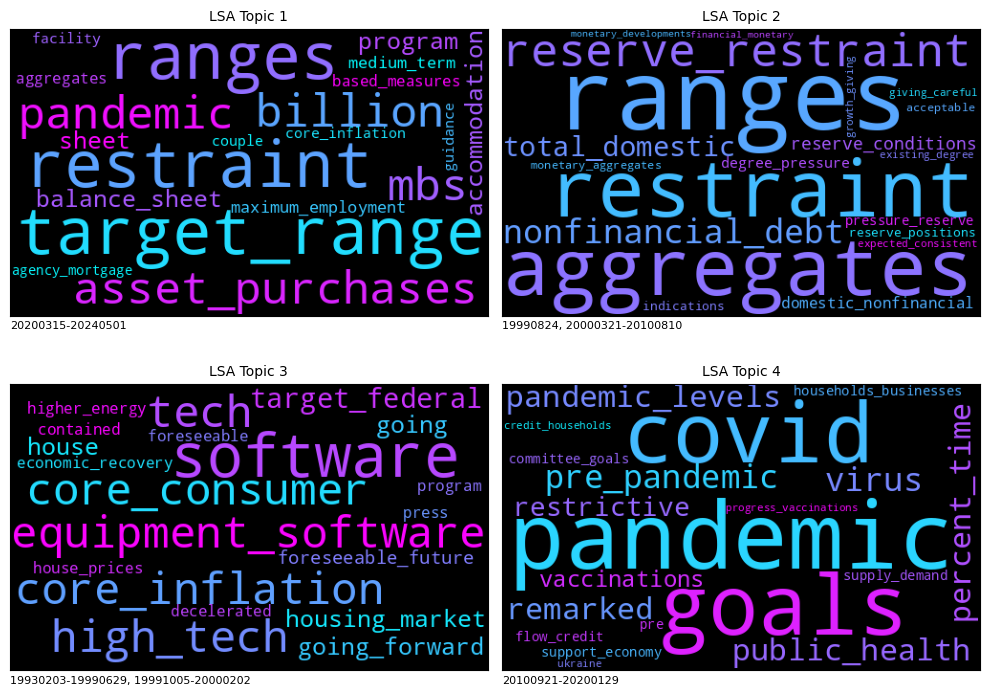 LSA Topic 1
facility
ranges
program
medium_term
aggregates
based_measures
accommodation
pandemic
billion
guidance
sheet
couple
core_inflation
restraint
mbs
balance_sheet
maximum_employment
target_range
agency_mortgage
asset_purchases
20200315-20240501
LSA Topic 2
monetary_developments
financial_monetary
reserve_restraint
ranges
growth_giving
giving_careful
acceptable
total_domestic
reserve_conditions
existing_degree
monetary_aggregates
degree_pressure
restraint
nonfinancial_debt
pressure_reserve
reserve_positions
expected_consistent
aggregates
indications
domestic_nonfinancial
19990824, 20000321-20100810
LSA Topic 3
higher_energy
tech
target_federal
contained
foreseeable
going
house
software
economic_recovery
core_consumer
program
press
equipment_software
foreseeable_future
house_prices
core_inflation
decelerated
housing_market
high_tech
going_forward
19930203-19990629, 19991005-20000202
LSA Topic 4
pandemic_levels
households_businesses
covid
credit_households
percent_time
committee_goals
pre_pandemic
virus
restrictive
progress_vaccinations
pandemic
vaccinations
supply_demand
goals
remarked
pre
flow_credit
support_economy
public_health
ukraine
20100921-20200129